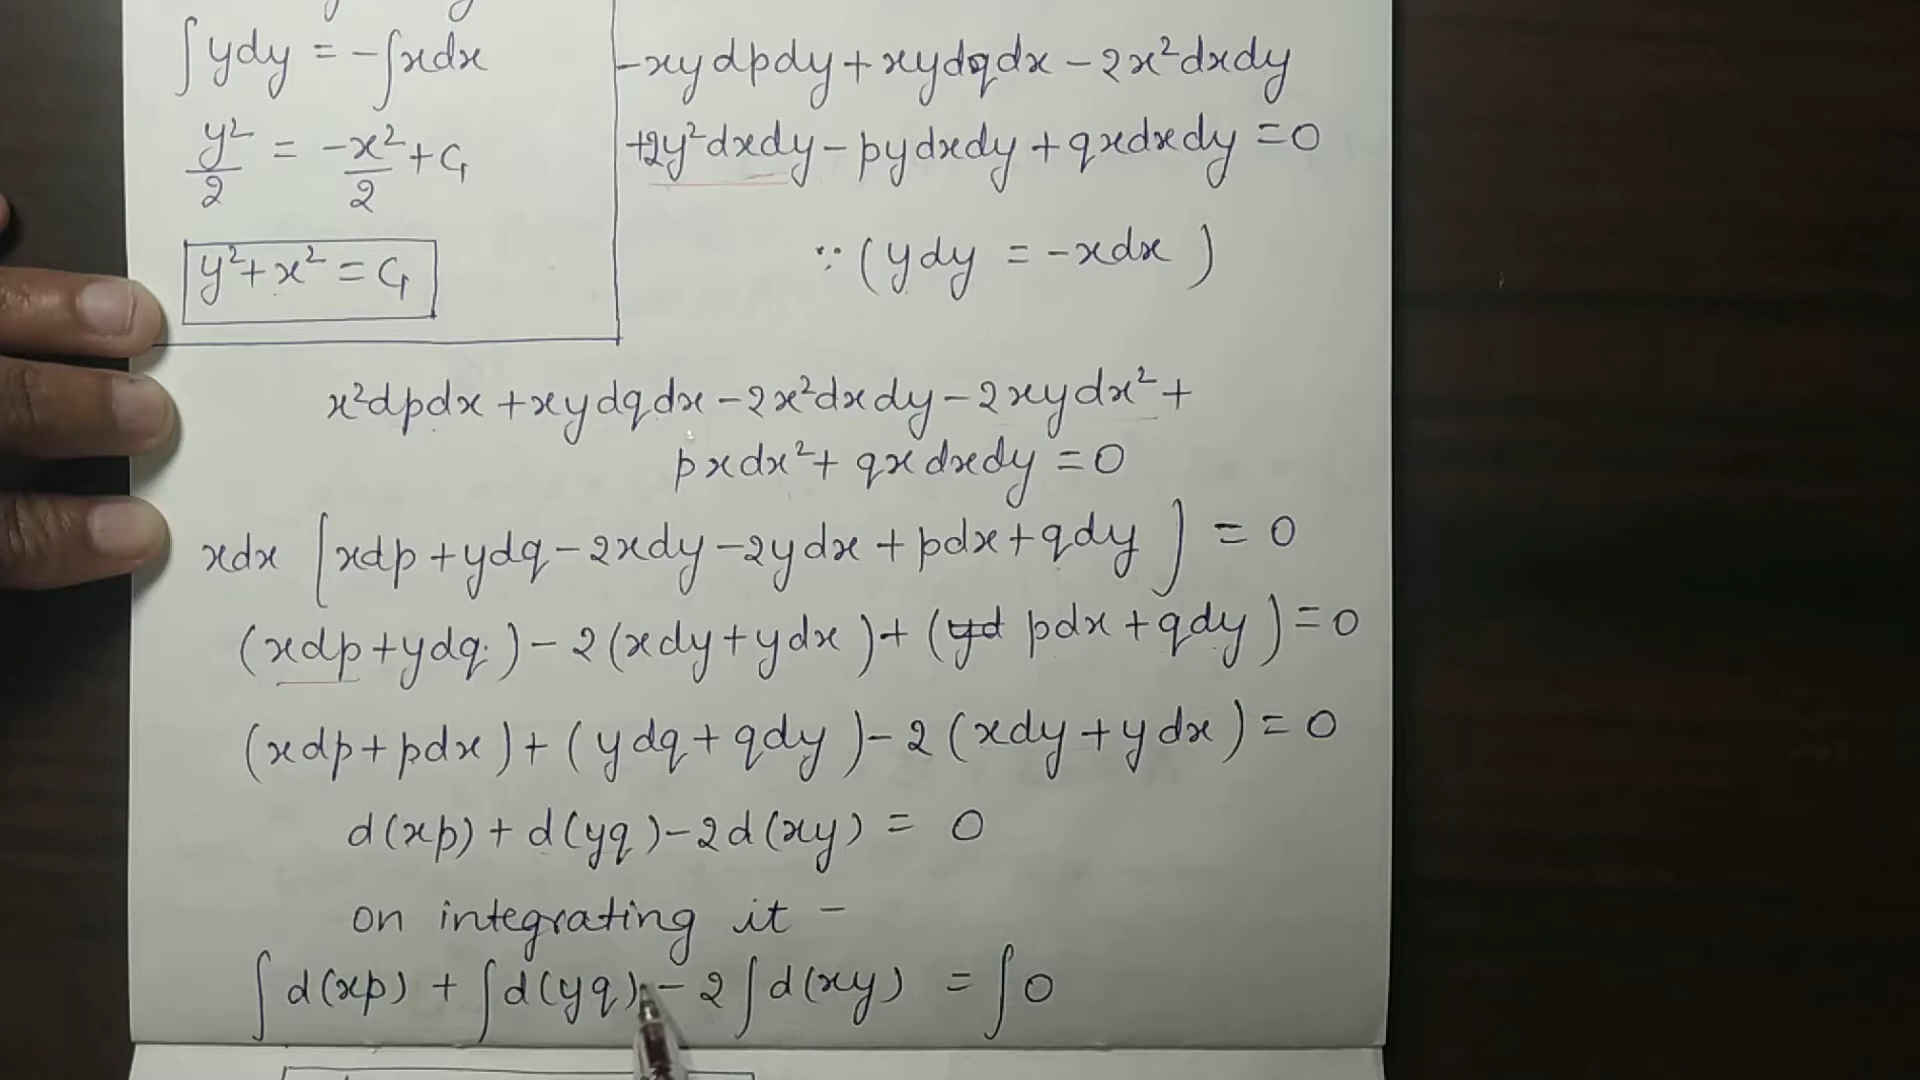 ∫ydy = -∫xdx
y²/2 = -x²/2 + C₁
y²+x² = C₁
-xydpdy + xydqdx - 2x²dxdy
+2y²dxdy - pydxdy + qxdxdy = 0
∵ (ydy = -xdx)
x²dpdx + xydqdx - 2x²dxdy - 2xydx² +
pxdx² + qxdxdy = 0
xdx [xdp + ydq - 2xdy - 2ydx + pdx + qdy] = 0
(xdp + ydq) - 2(xdy + ydx) + (pdx + qdy) = 0
(xdp + pdx) + (ydq + qdy) - 2(xdy + ydx) = 0
d(xp) + d(yq) - 2d(xy) = 0
on integrating it -
∫d(xp) + ∫d(yq) - 2∫d(xy) = ∫0